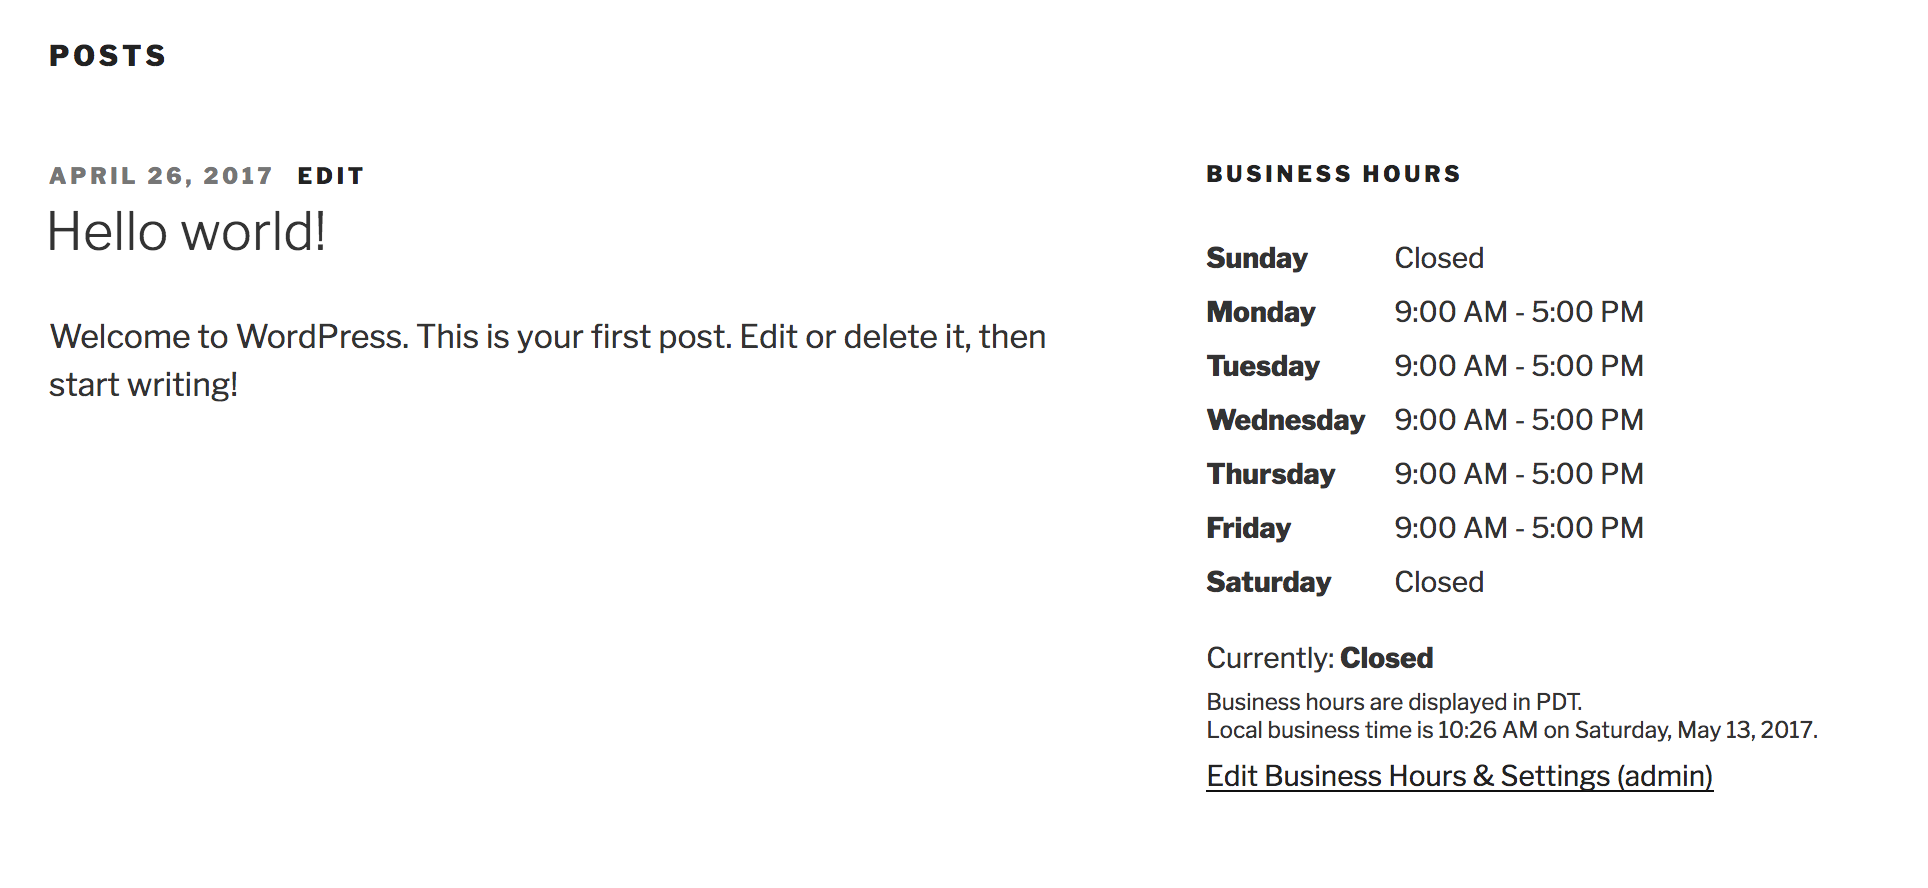 POSTS
APRIL 26, 2017 EDIT
Hello world!
Welcome to WordPress. This is your first post. Edit or delete it, then
start writing!
BUSINESS HOURS
Sunday Closed
Monday 9:00 AM - 5:00 PM
Tuesday 9:00 AM - 5:00 PM
Wednesday 9:00 AM - 5:00 PM
Thursday 9:00 AM - 5:00 PM
Friday 9:00 AM - 5:00 PM
Saturday Closed
Currently: Closed
Business hours are displayed in PDT.
Local business time is 10:26 AM on Saturday, May 13, 2017.
Edit Business Hours & Settings (admin)